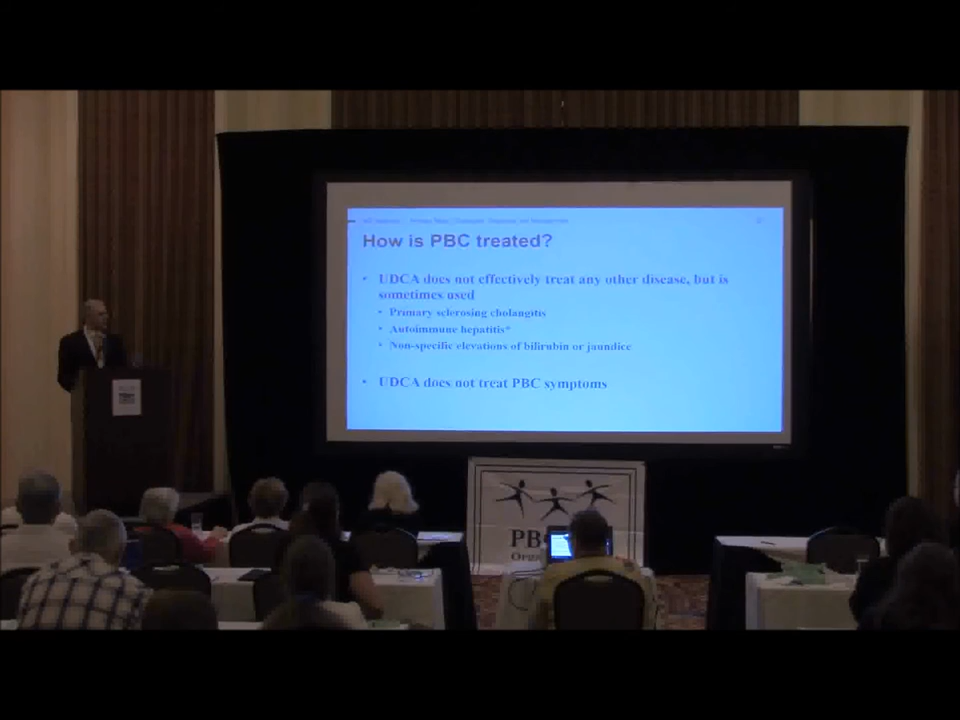 How is PBC treated?
• UDCA does not effectively treat any other disease, but is
sometimes used
• Primary sclerosing cholangitis
• Autoimmune hepatitis*
• Non-specific elevations of bilirubin or jaundice
• UDCA does not treat PBC symptoms